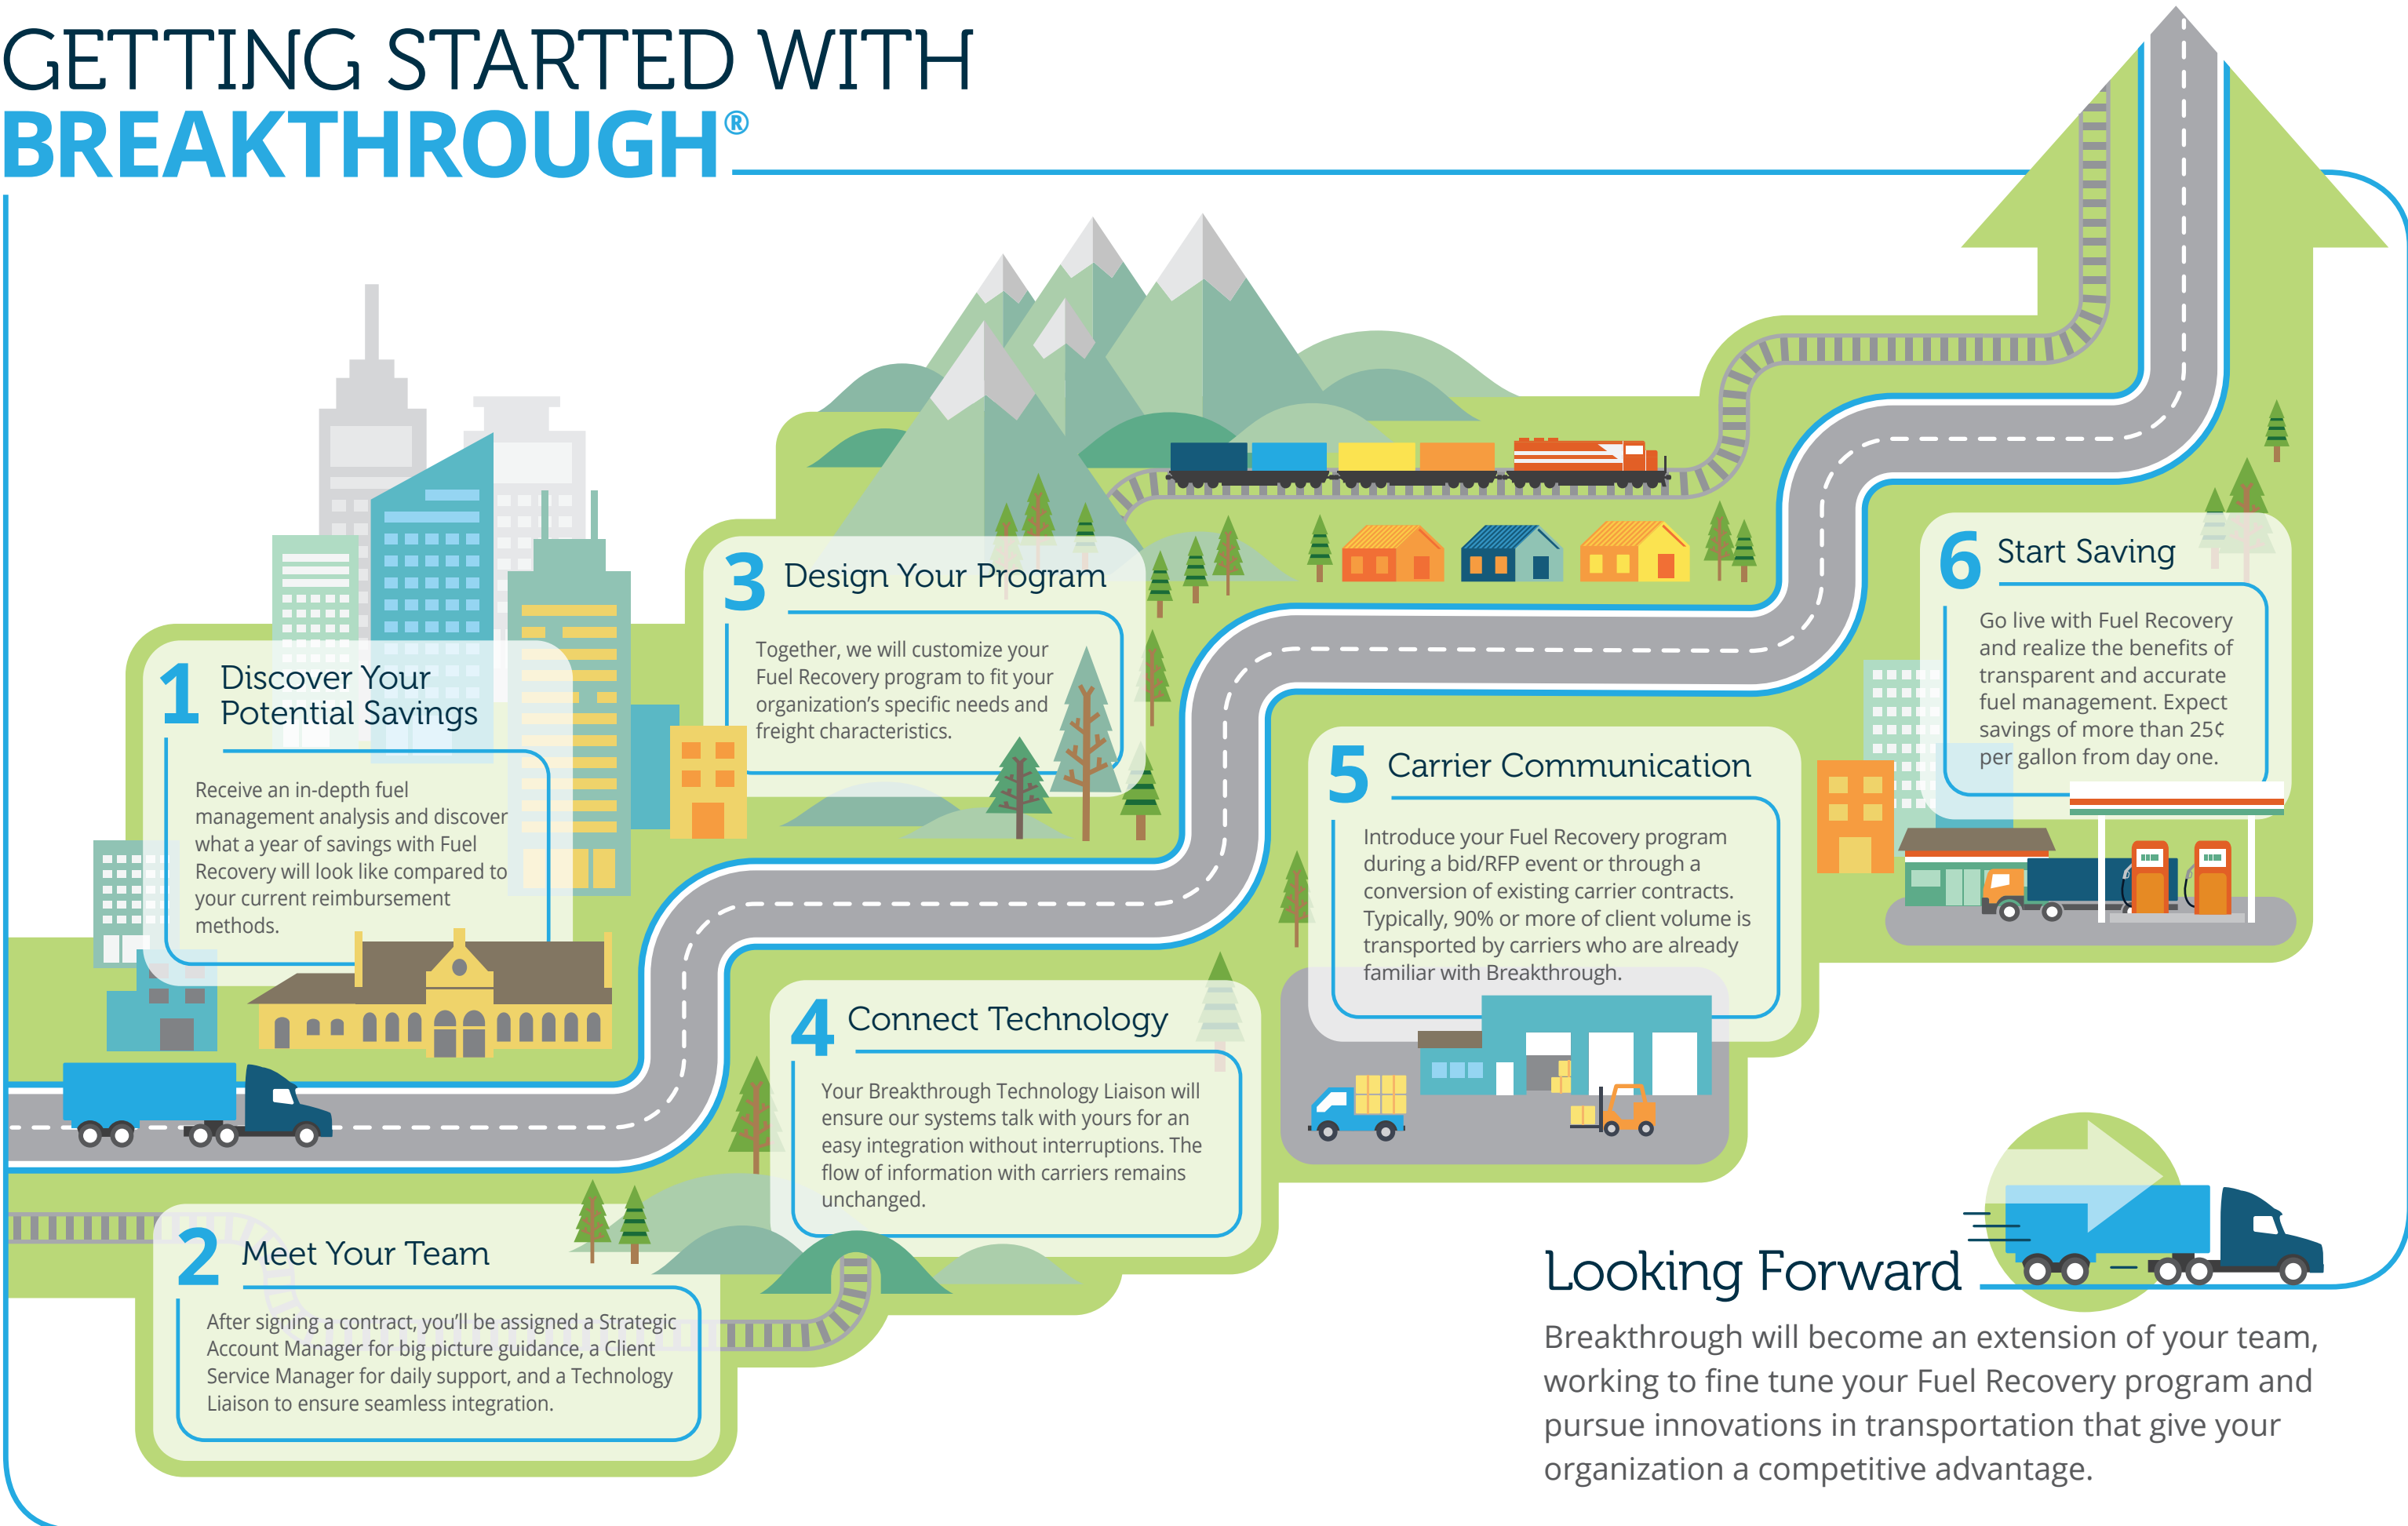 GETTING STARTED WITH
BREAKTHROUGH®
1
Discover Your
Potential Savings
Receive an in-depth fuel
management analysis and discover
what a year of savings with Fuel
Recovery will look like compared to
your current reimbursement
methods.
2
Meet Your Team
After signing a contract, you’ll be assigned a Strategic
Account Manager for big picture guidance, a Client
Service Manager for daily support, and a Technology
Liaison to ensure seamless integration.
3
Design Your Program
Together, we will customize your
Fuel Recovery program to fit your
organization’s specific needs and
freight characteristics.
4
Connect Technology
Your Breakthrough Technology Liaison will
ensure our systems talk with yours for an
easy integration without interruptions. The
flow of information with carriers remains
unchanged.
5
Carrier Communication
Introduce your Fuel Recovery program
during a bid/RFP event or through a
conversion of existing carrier contracts.
Typically, 90% or more of client volume is
transported by carriers who are already
familiar with Breakthrough.
6
Start Saving
Go live with Fuel Recovery
and realize the benefits of
transparent and accurate
fuel management. Expect
savings of more than 25¢
per gallon from day one.
Looking Forward
Breakthrough will become an extension of your team,
working to fine tune your Fuel Recovery program and
pursue innovations in transportation that give your
organization a competitive advantage.